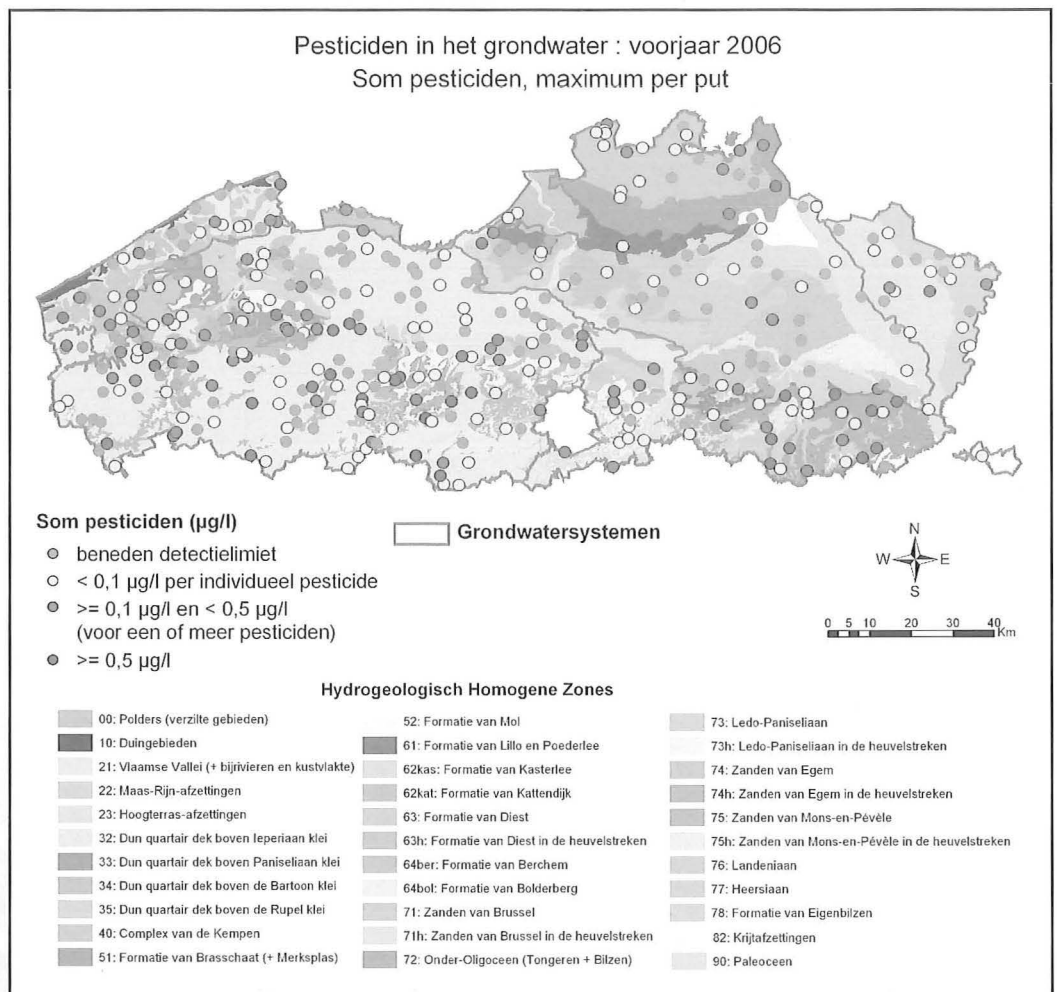 Pesticiden in het grondwater : voorjaar 2006
Som pesticiden, maximum per put
Som pesticiden (µg/l)
beneden detectielimiet
< 0,1 µg/l per individueel pesticide
>= 0,1 µg/l en < 0,5 µg/l
(voor een of meer pesticiden)
>= 0,5 µg/l
Grondwatersystemen
N
W E
S
0 2 5 10 20 30 40
Km
Hydrogeologisch Homogene Zones
00: Polders (verzilte gebieden)
10: Duingebieden
21: Vlaamse Vallei (+ bijrivieren en kustvlakte)
22: Maas-Rijn-afzettingen
23: Hoogterras-afzettingen
32: Dun quartair dek boven Ieperiaan klei
33: Dun quartair dek boven Paniseliaan klei
34: Dun quartair dek boven de Bartoon klei
35: Dun quartair dek boven de Rupel klei
40: Complex van de Kempen
51: Formatie van Brasschaat (+ Merksplas)
52: Formatie van Mol
61: Formatie van Lillo en Poederlee
62kas: Formatie van Kasterlee
62kat: Formatie van Kattendijk
63: Formatie van Diest
63h: Formatie van Diest in de heuvelstreken
64ber: Formatie van Berchem
64bol: Formatie van Bolderberg
71: Zanden van Brussel
71h: Zanden van Brussel in de heuvelstreken
72: Onder-Oligoceen (Tongeren + Bilzen)
73: Ledo-Paniseliaan
73h: Ledo-Paniseliaan in de heuvelstreken
74: Zanden van Egem
74h: Zanden van Egem in de heuvelstreken
75: Zanden van Mons-en-Pévèle
75h: Zanden van Mons-en-Pévèle in de heuvelstreken
76: Landeniaan
77: Heersiaan
78: Formatie van Eigenbilzen
82: Krijtafzettingen
90: Paleoceen